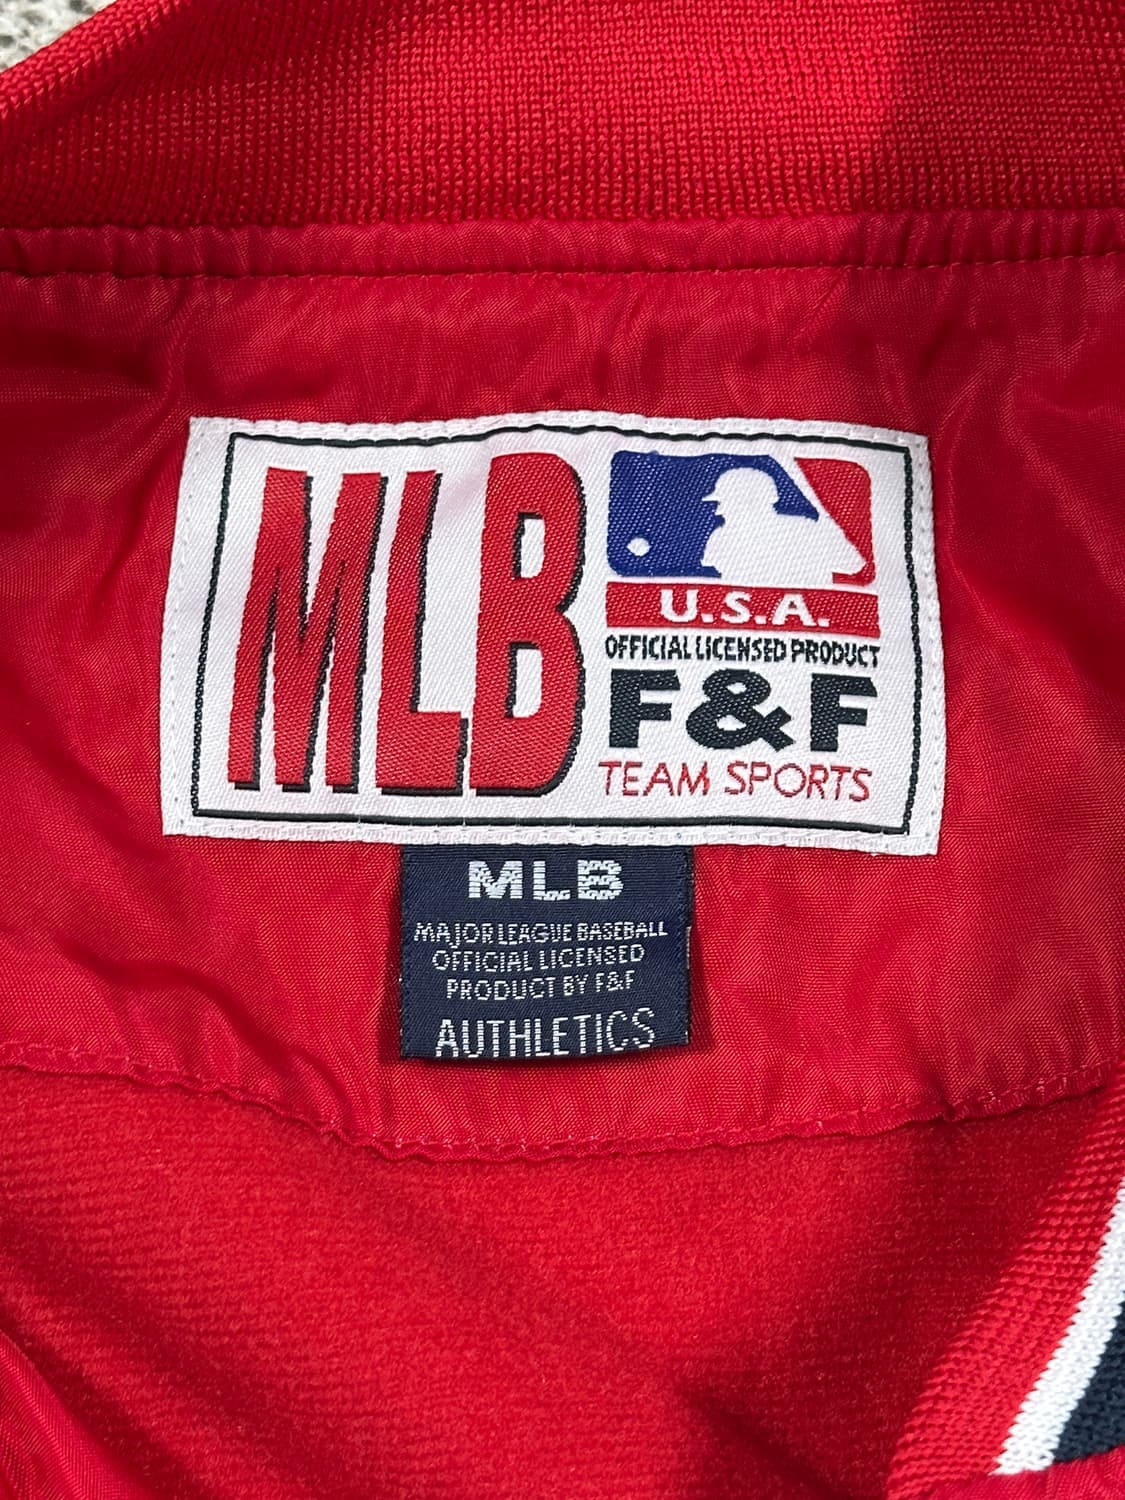 MLB
U.S.A.
OFFICIAL LICENSED PRODUCT
F&F
TEAM SPORTS
MLB
MAJOR LEAGUE BASEBALL
OFFICIAL LICENSED
PRODUCT BY F&F
AUTHLETICS